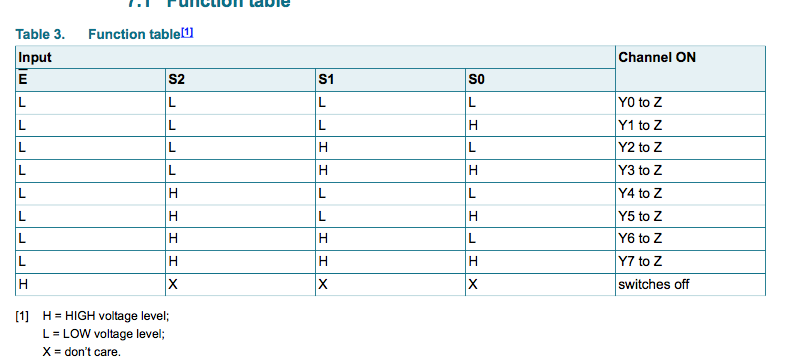 7.1 Function table
Table 3. Function table[1]
Input Channel ON
E̅ S2 S1 S0
L L L L Y0 to Z
L L L H Y1 to Z
L L H L Y2 to Z
L L H H Y3 to Z
L H L L Y4 to Z
L H L H Y5 to Z
L H H L Y6 to Z
L H H H Y7 to Z
H X X X switches off
[1] H = HIGH voltage level;
L = LOW voltage level;
X = don't care.